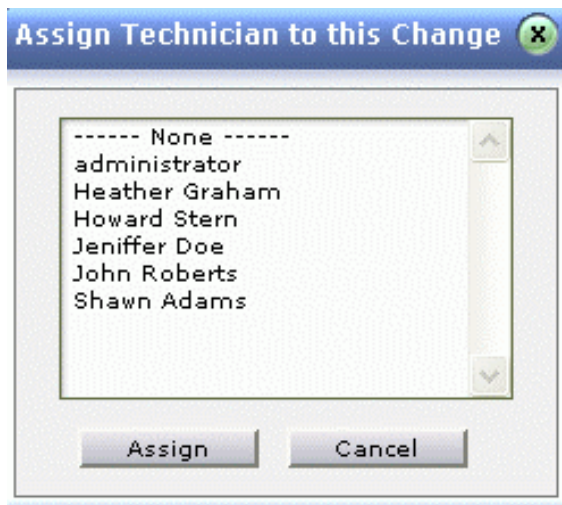 Assign Technician to this Change
------ None ------
administrator
Heather Graham
Howard Stern
Jeniffer Doe
John Roberts
Shawn Adams
Assign Cancel